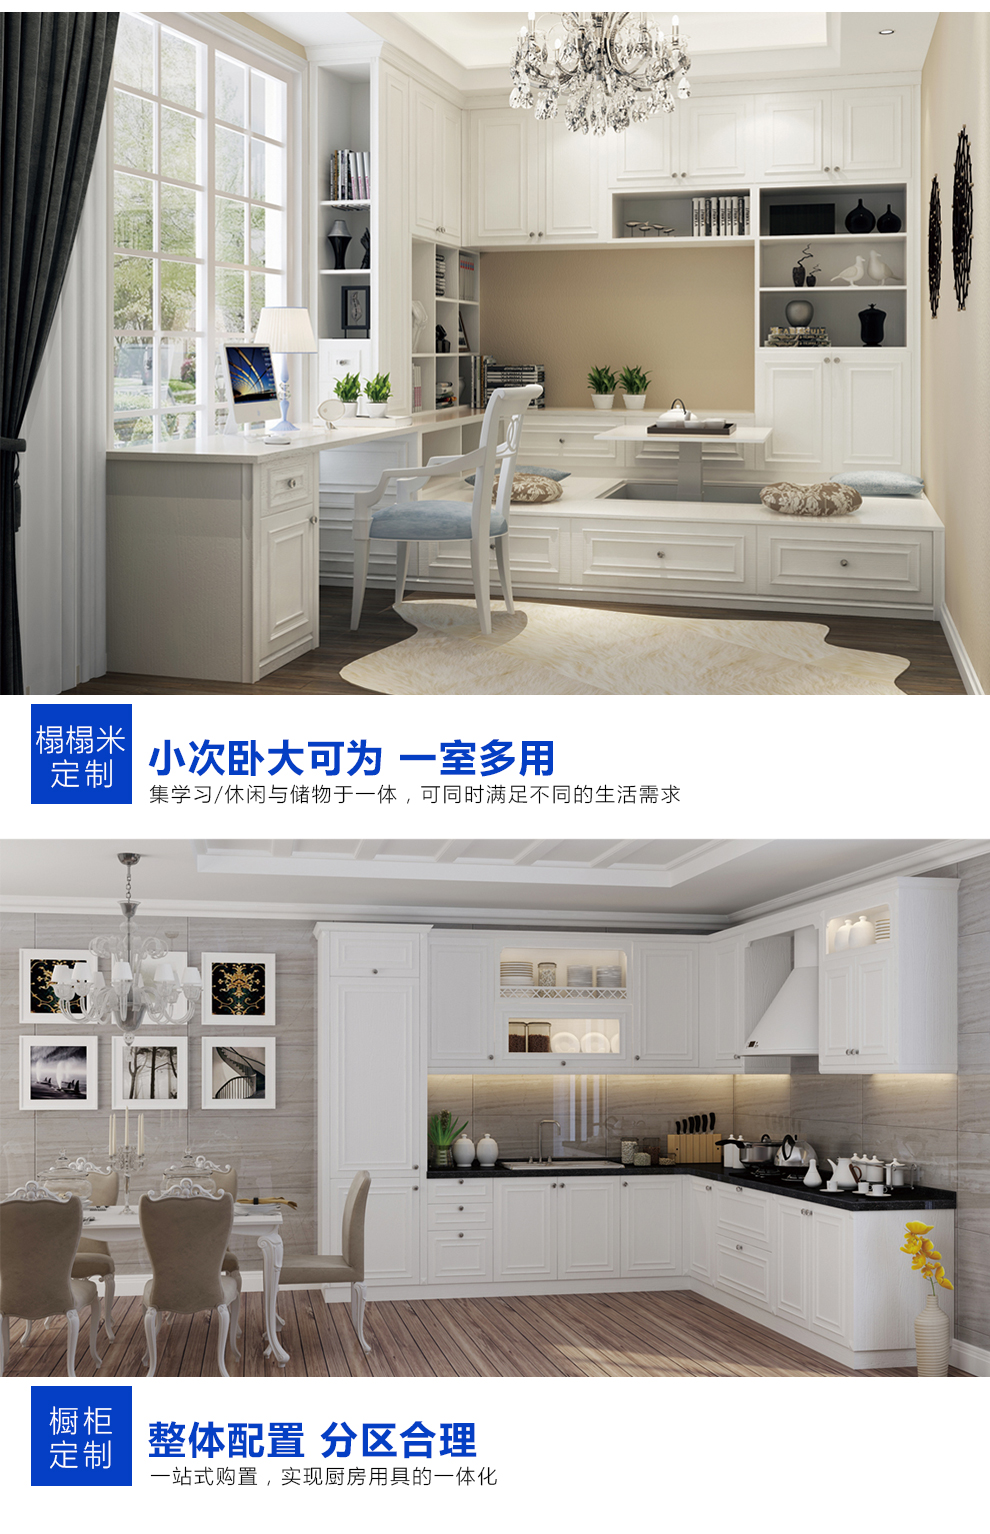 榻榻米
定制
小次卧大可为 一室多用
集学习/休闲与储物于一体，可同时满足不同的生活需求
橱柜
定制
整体配置 分区合理
一站式购置，实现厨房用具的一体化